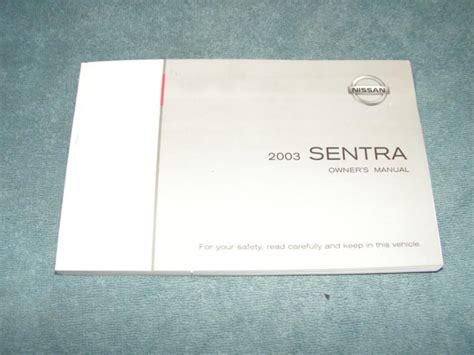 NISSAN
2003 SENTRA
OWNER'S MANUAL
For your safety, read carefully and keep in this vehicle.